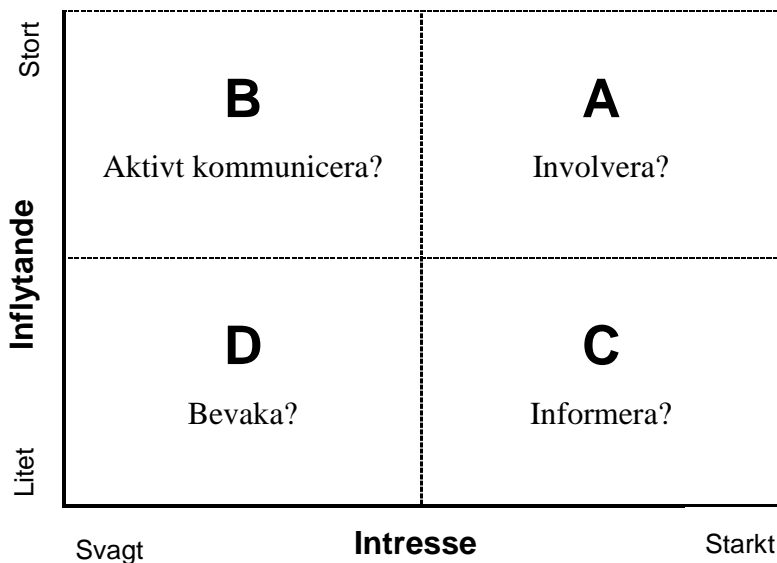 Stort
B
A
Aktivt kommunicera?
Involvera?
Inflytande
D
C
Bevaka?
Informera?
Litet
Svagt
Intresse
Starkt